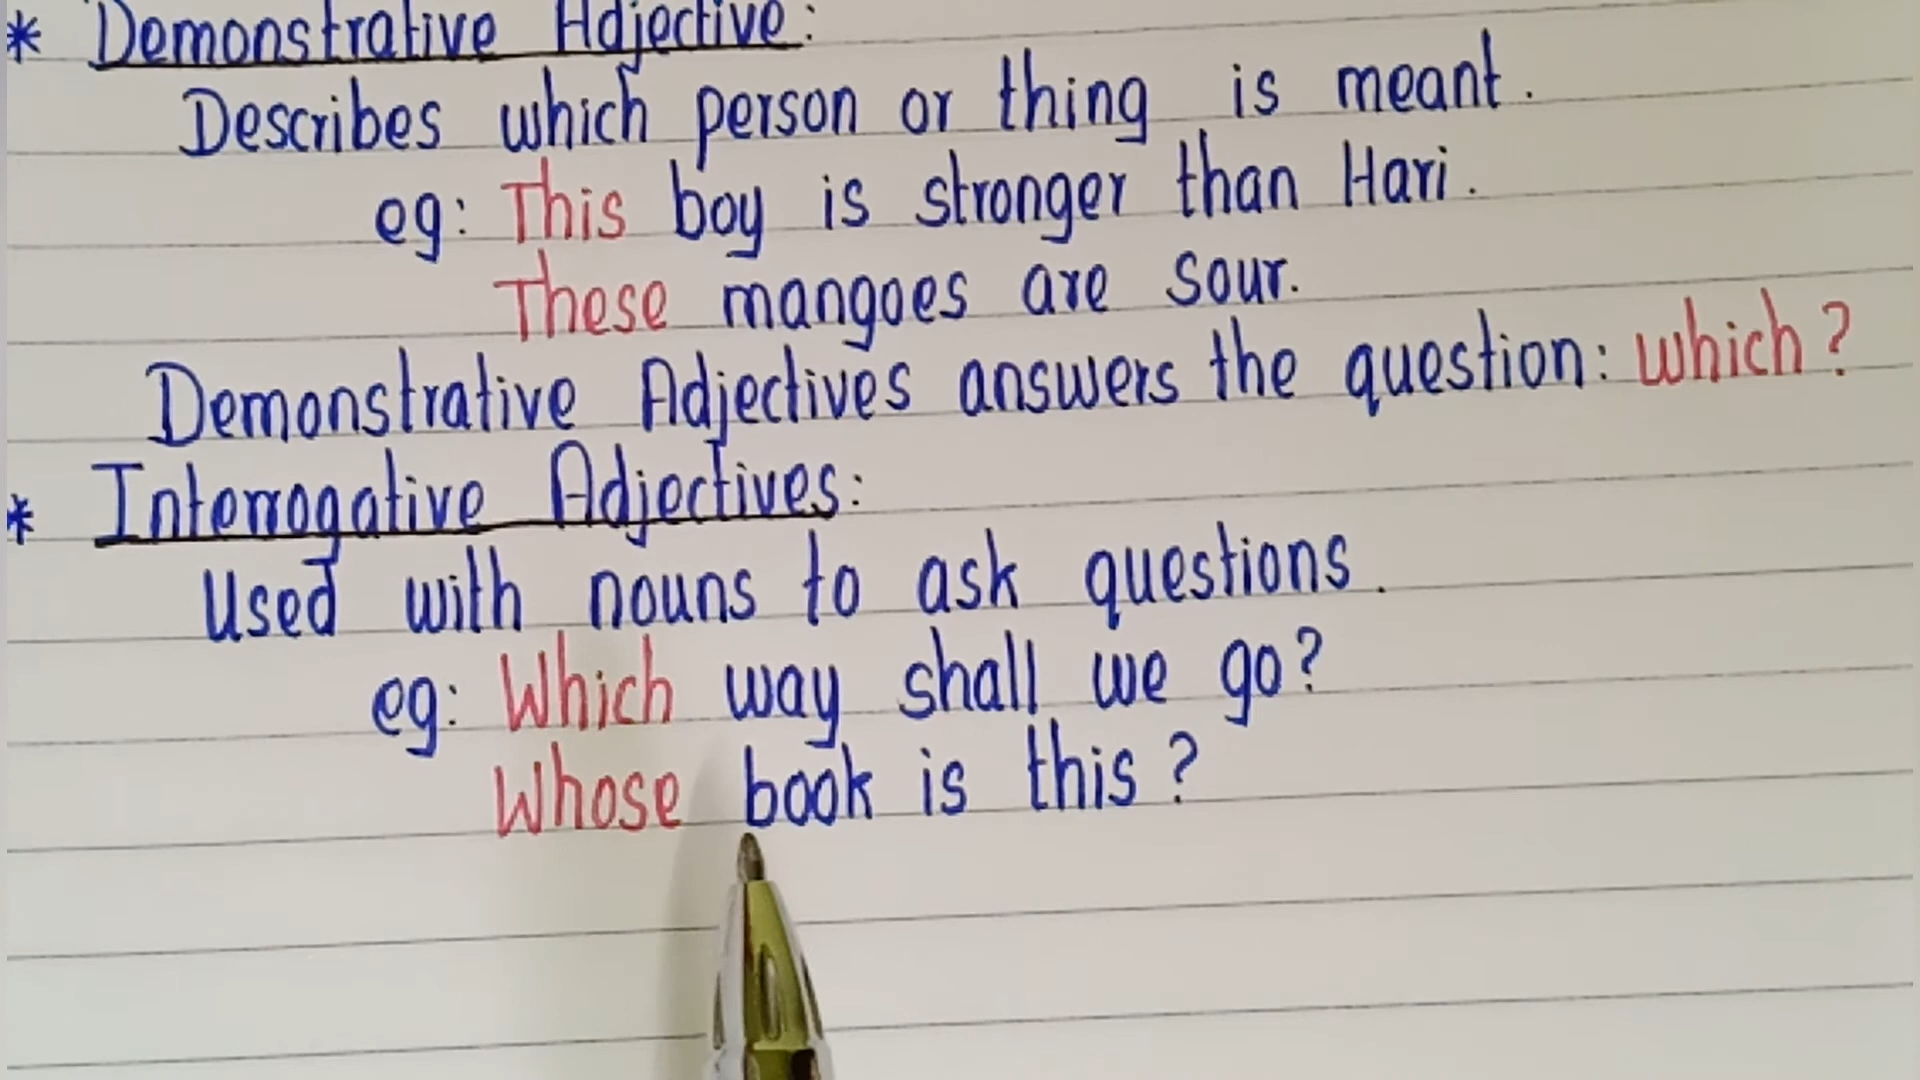 * Demonstrative Adjective:
Describes which person or thing is meant.
eg: This boy is stronger than Hari.
These mangoes are sour.
Demonstrative Adjectives answers the question: which?
* Interrogative Adjectives:
Used with nouns to ask questions.
eg: Which way shall we go?
Whose book is this?